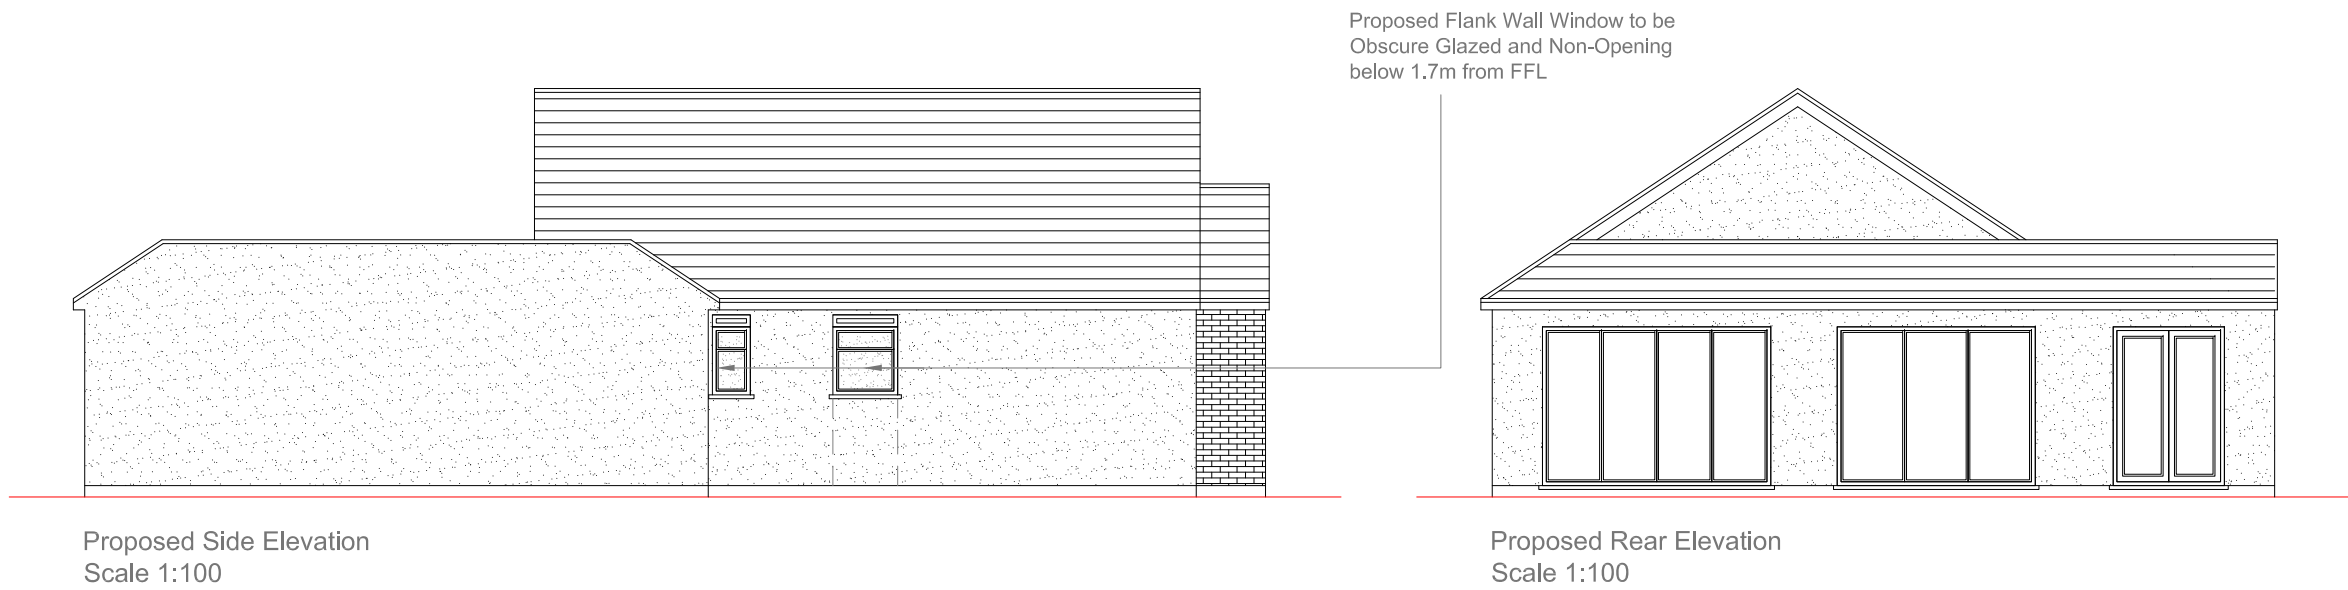 Proposed Flank Wall Window to be
Obscure Glazed and Non-Opening
below 1.7m from FFL
Proposed Side Elevation
Scale 1:100
Proposed Rear Elevation
Scale 1:100